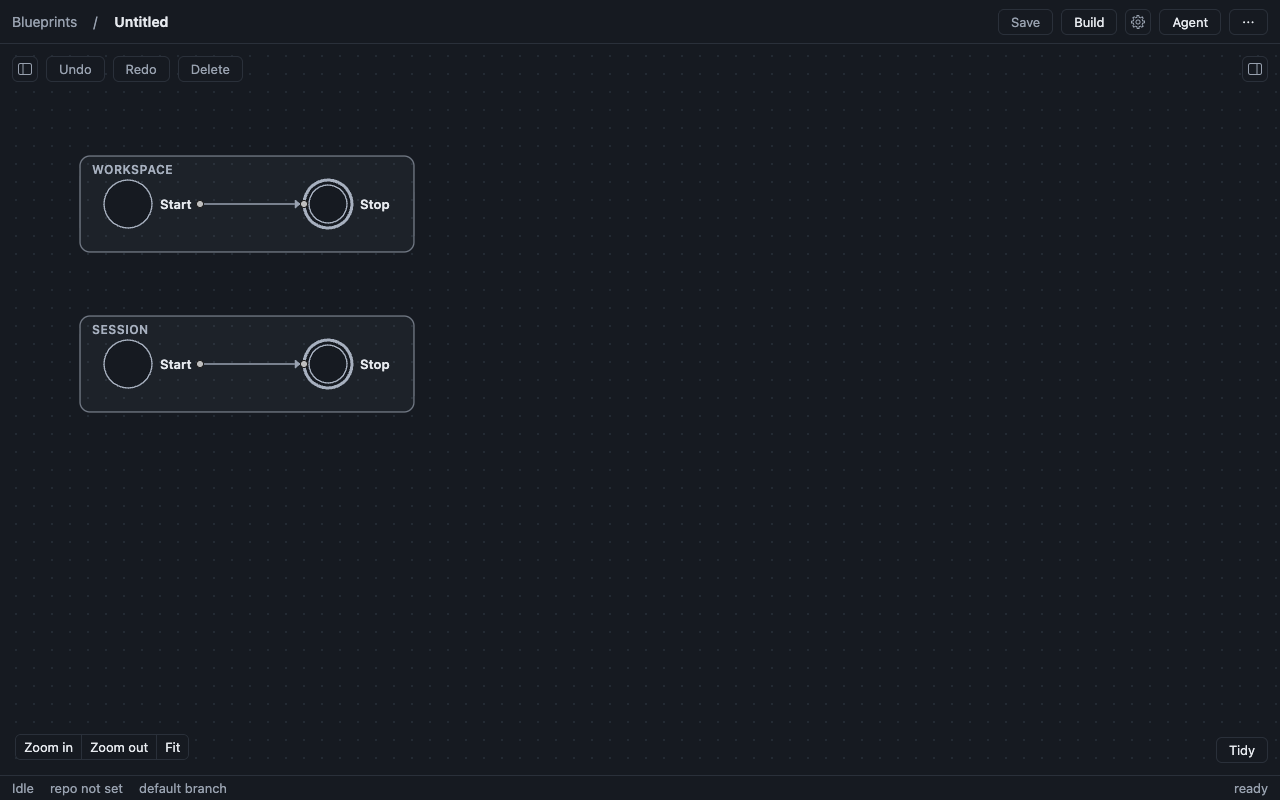 Blueprints / Untitled
Save
Build
Agent
...
Undo
Redo
Delete
WORKSPACE
Start
Stop
SESSION
Start
Stop
Zoom in
Zoom out
Fit
Tidy
Idle
repo not set
default branch
ready